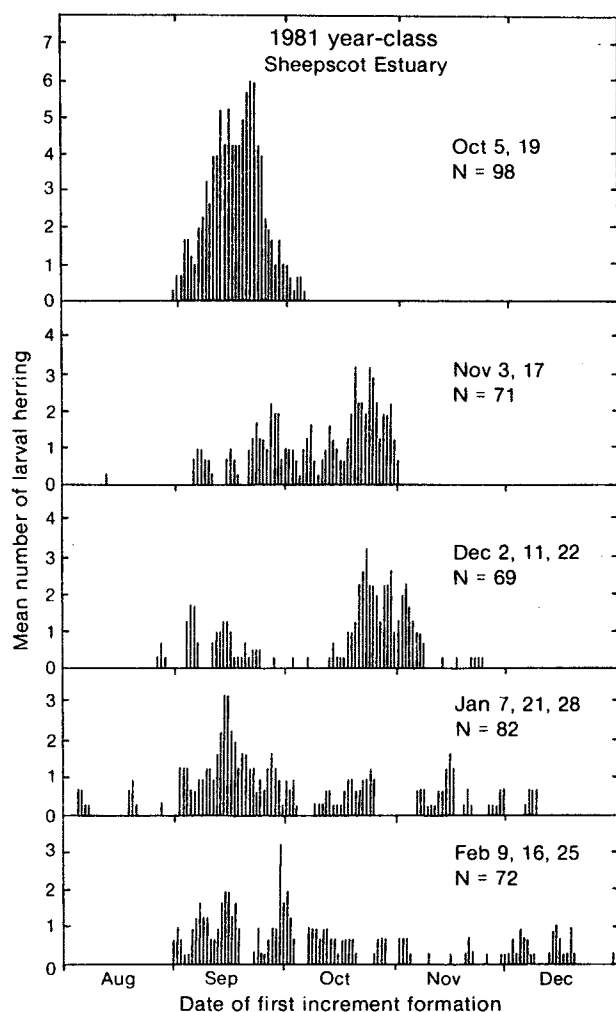 1981 year-class
Sheepscot Estuary
7
6
5
4
3
2
1
0
Oct 5, 19
N = 98
4
3
2
1
0
Nov 3, 17
N = 71
4
3
2
1
0
Dec 2, 11, 22
N = 69
3
2
1
0
Jan 7, 21, 28
N = 82
3
2
1
0
Feb 9, 16, 25
N = 72
Mean number of larval herring
Aug Sep Oct Nov Dec
Date of first increment formation